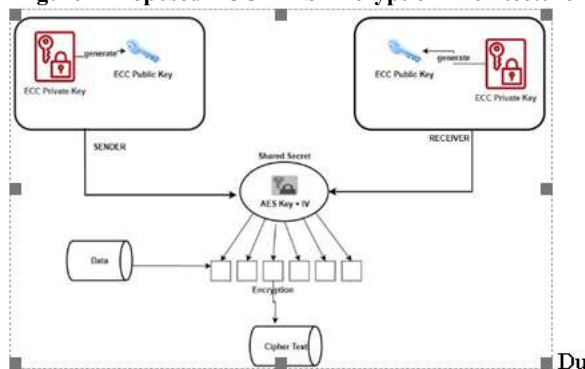 generate
ECC Private Key
ECC Public Key
generate
ECC Public Key
ECC Private Key
SENDER
RECEIVER
Shared Secret
AES Key + IV
Data
Encryption
Cipher Text
Du